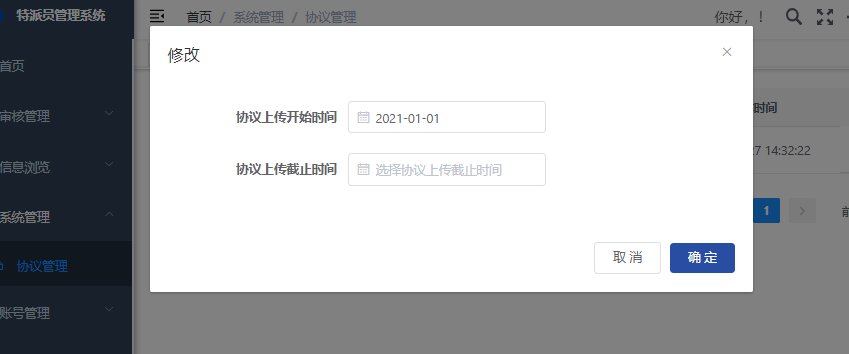 特派员管理系统
首页 / 系统管理 / 协议管理
你好，！
首页
审核管理
信息浏览
系统管理
协议管理
账号管理
修改
协议上传开始时间 2021-01-01
协议上传截止时间 选择协议上传截止时间
取 消 确 定
时间
7 14:32:22
1
前